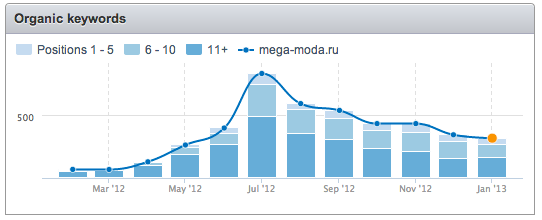 Organic keywords
Positions 1 - 5 6 - 10 11+ mega-moda.ru
500
Mar '12 May '12 Jul '12 Sep '12 Nov '12 Jan '13